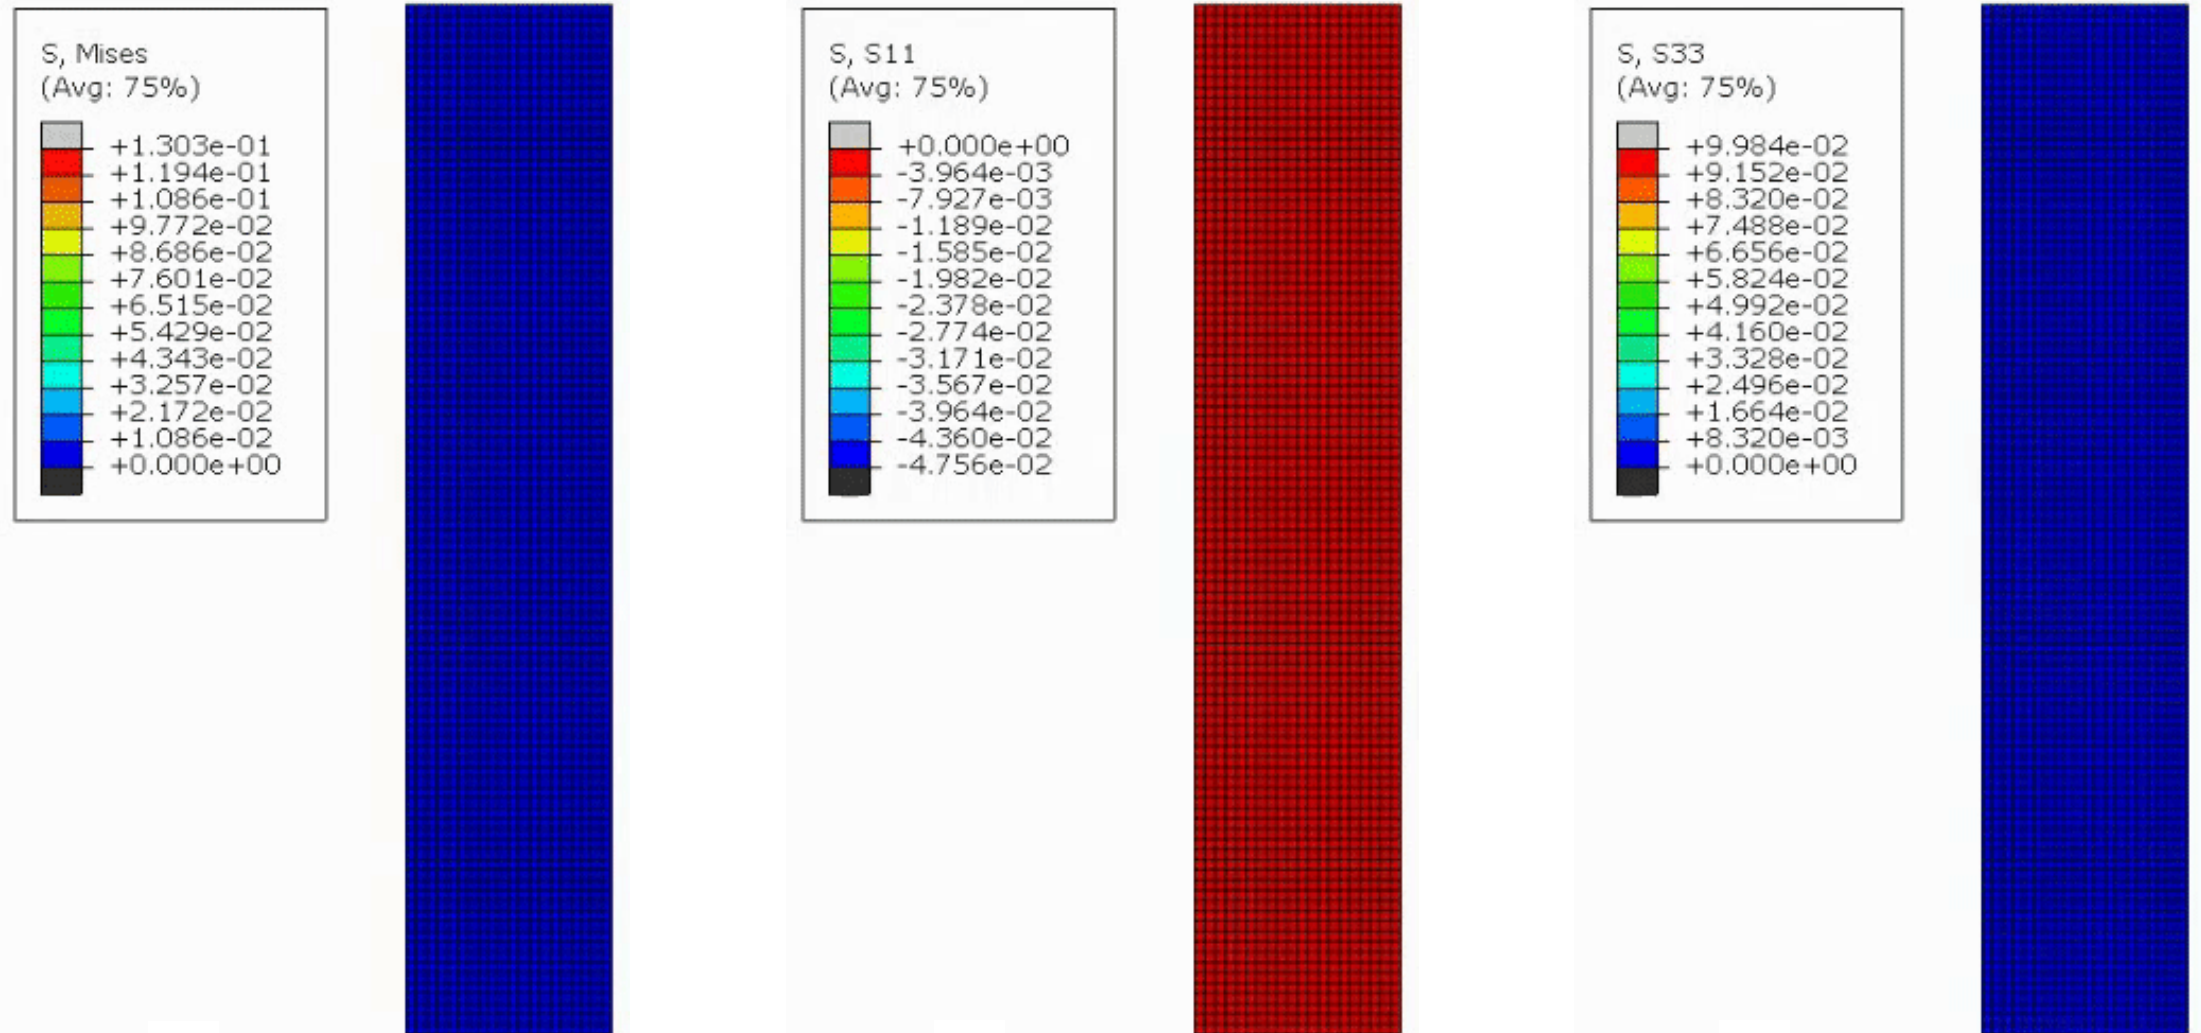 S, Mises
(Avg: 75%)
+1.303e-01
+1.194e-01
+1.086e-01
+9.772e-02
+8.686e-02
+7.601e-02
+6.515e-02
+5.429e-02
+4.343e-02
+3.257e-02
+2.172e-02
+1.086e-02
+0.000e+00
S, S11
(Avg: 75%)
+0.000e+00
-3.964e-03
-7.927e-03
-1.189e-02
-1.585e-02
-1.982e-02
-2.378e-02
-2.774e-02
-3.171e-02
-3.567e-02
-3.964e-02
-4.360e-02
-4.756e-02
S, S33
(Avg: 75%)
+9.984e-02
+9.152e-02
+8.320e-02
+7.488e-02
+6.656e-02
+5.824e-02
+4.992e-02
+4.160e-02
+3.328e-02
+2.496e-02
+1.664e-02
+8.320e-03
+0.000e+00